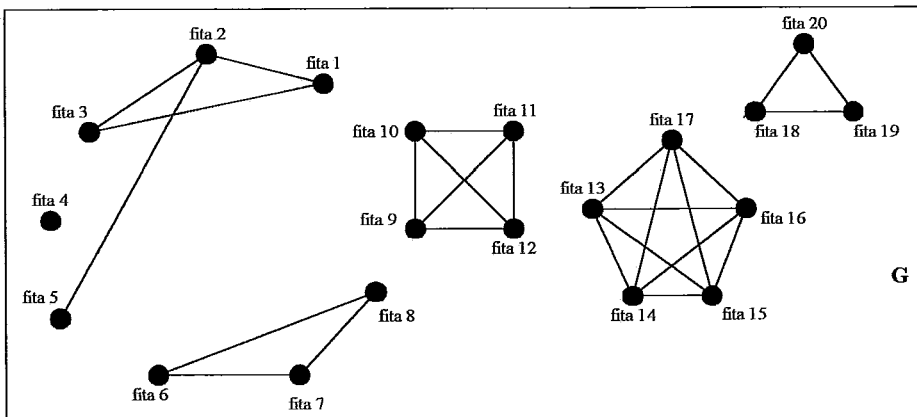 fita 20
fita 2
fita 1
fita 3
fita 11
fita 10
fita 17
fita 18
fita 19
fita 4
fita 13
fita 16
fita 9
fita 12
fita 5
G
fita 8
fita 14
fita 15
fita 6
fita 7